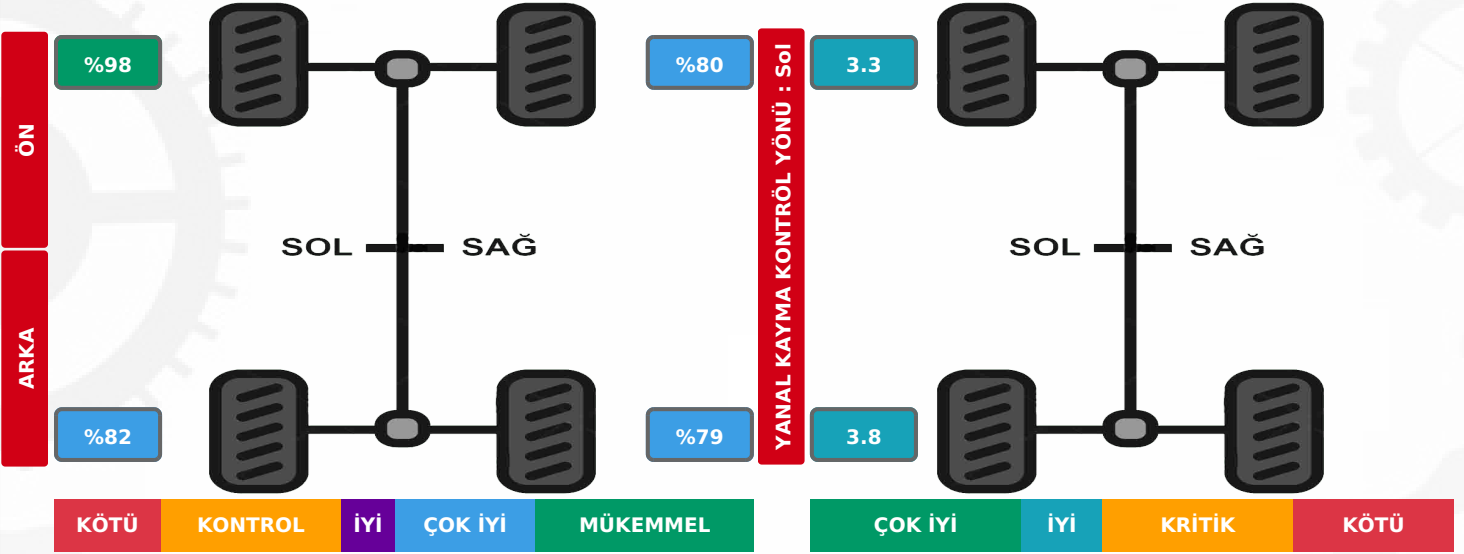 ÖN
%98
%80
YANAL KAYMA KONTRÖL YÖNÜ : Sol
3.3
SOL SAĞ
SOL SAĞ
ARKA
%82
%79
3.8
KÖTÜ KONTROL İYİ ÇOK İYİ MÜKEMMEL
ÇOK İYİ İYİ KRİTİK KÖTÜ